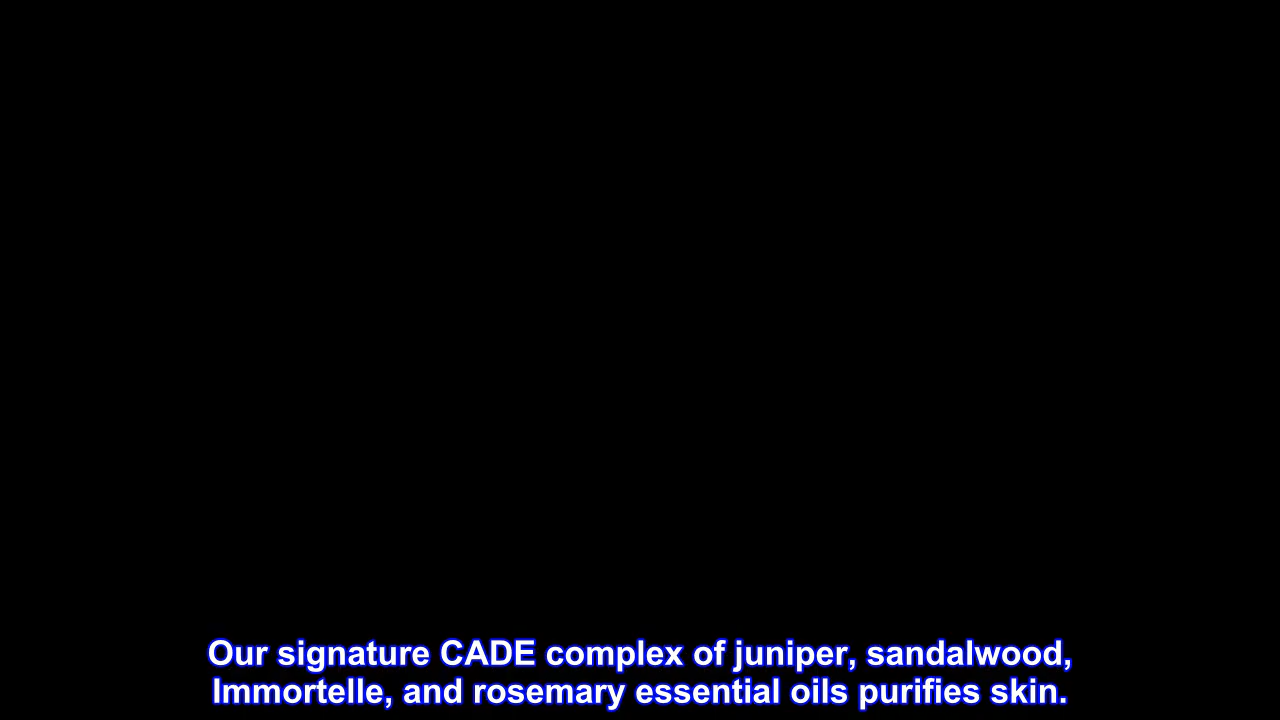 Our signature CADE complex of juniper, sandalwood,
Immortelle, and rosemary essential oils purifies skin.